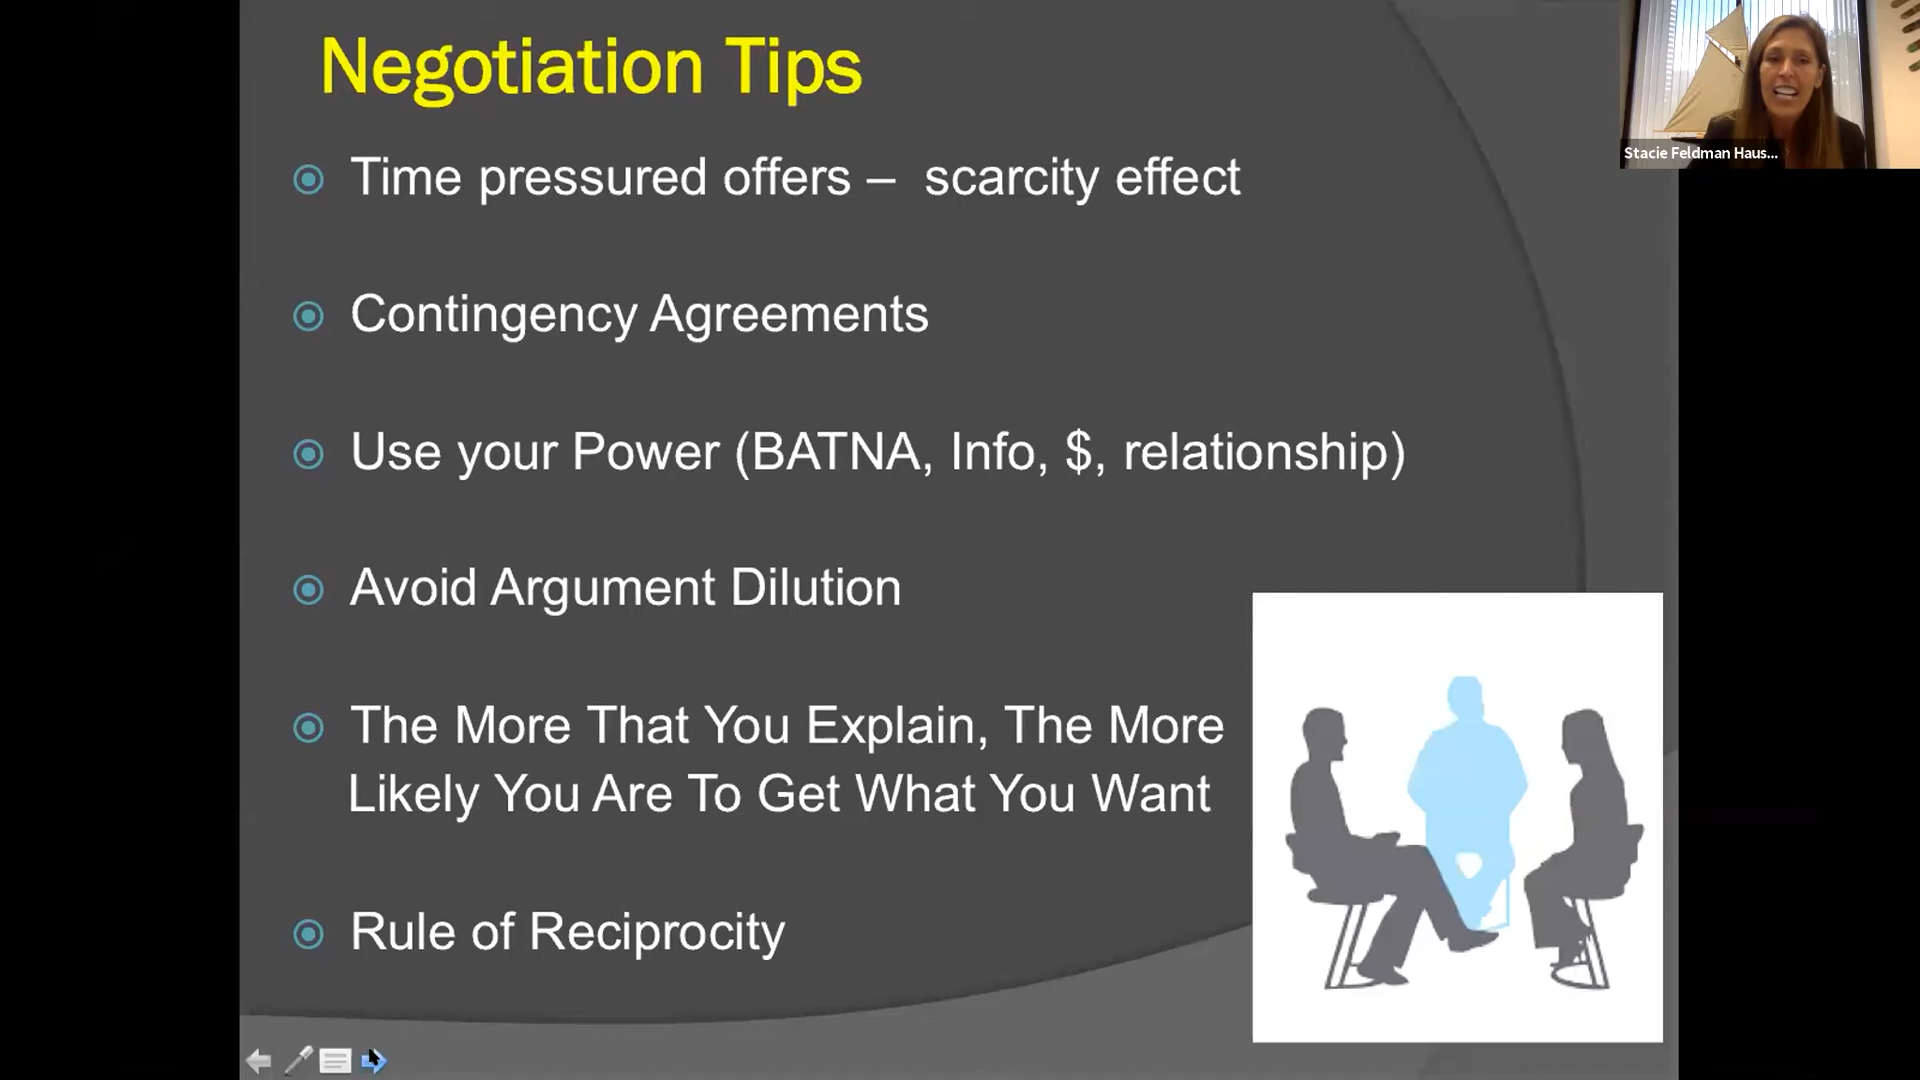 Negotiation Tips
Time pressured offers – scarcity effect
Contingency Agreements
Use your Power (BATNA, Info, $, relationship)
Avoid Argument Dilution
The More That You Explain, The More
Likely You Are To Get What You Want
Rule of Reciprocity
Stacie Feldman Haus...